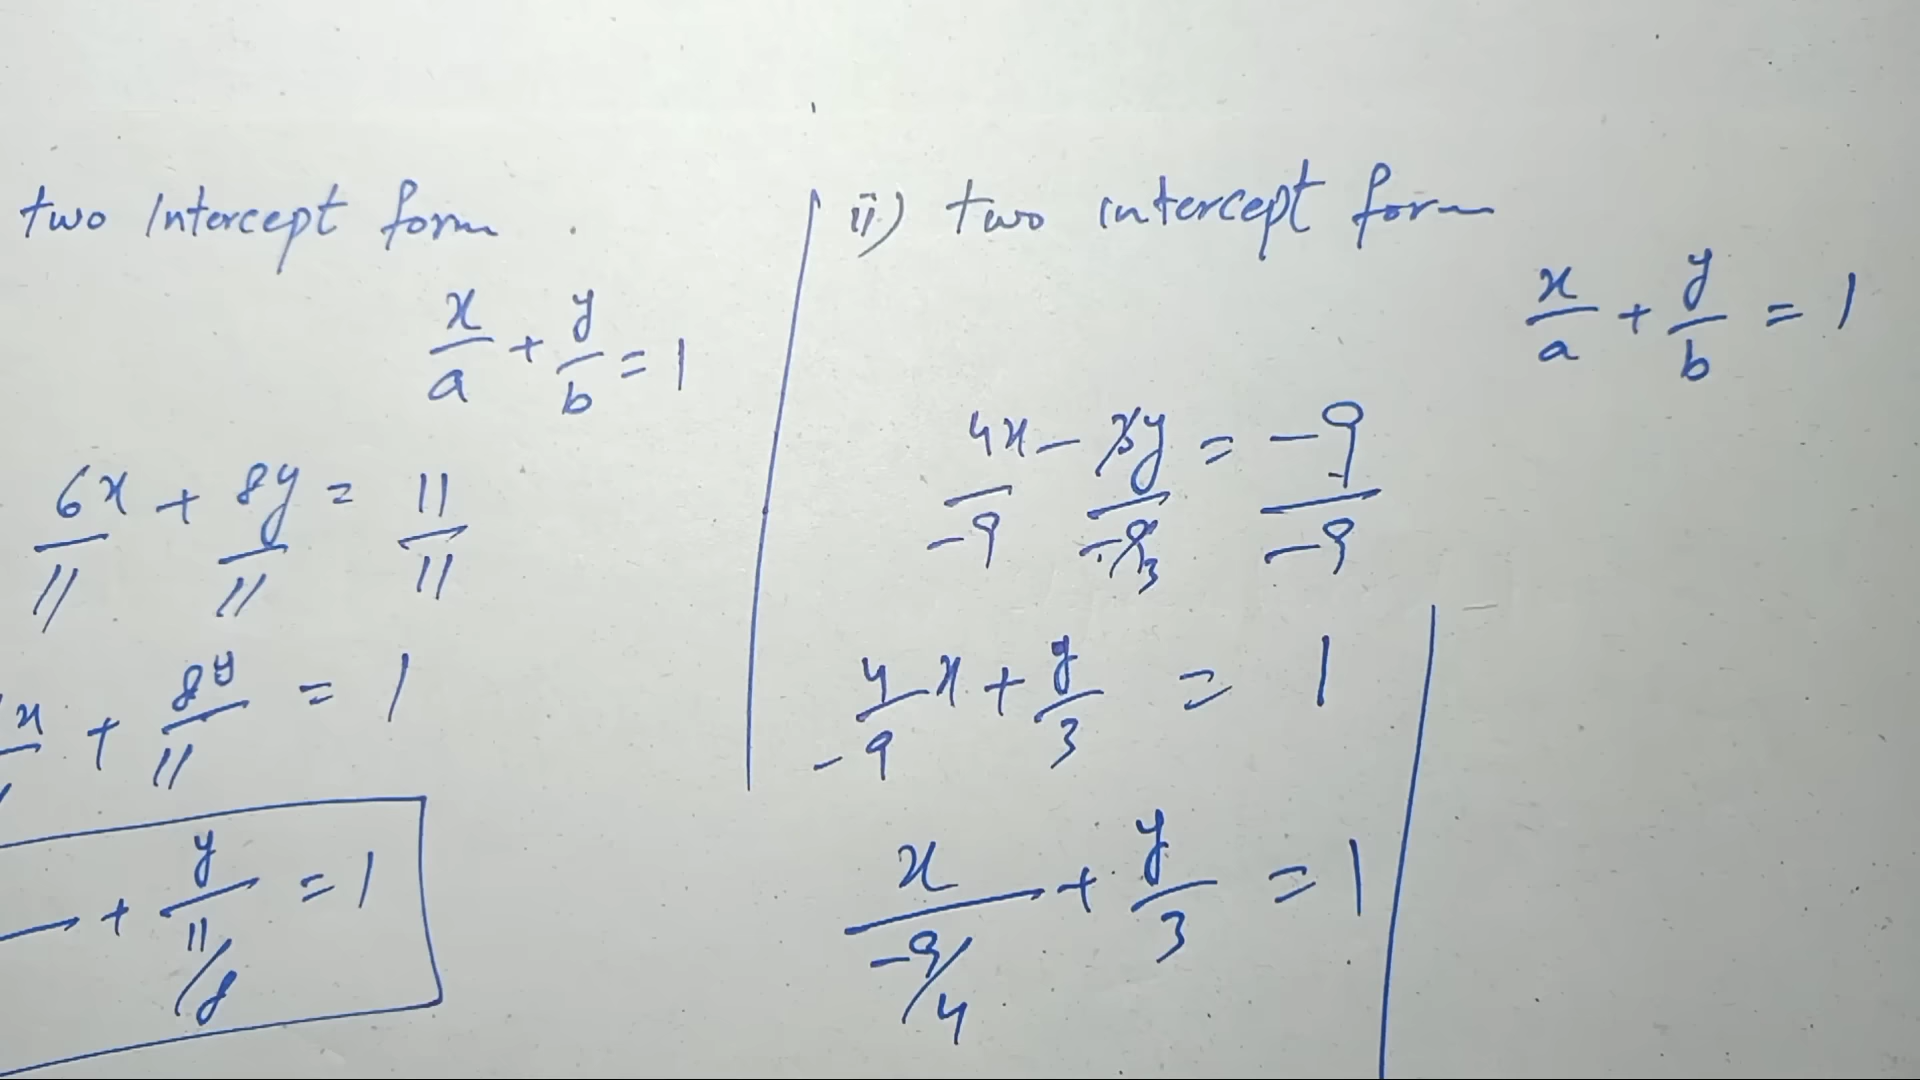 two Intercept form
x/a + y/b = 1
6x/11 + 8y/11 = 11/11
x + 8y/11 = 1
+ y/11/8 = 1
ii) two intercept form
x/a + y/b = 1
4x/-9 - 3y/-9 3 = -9/-9
4/-9 x + y/3 = 1
x/-9/4 + y/3 = 1